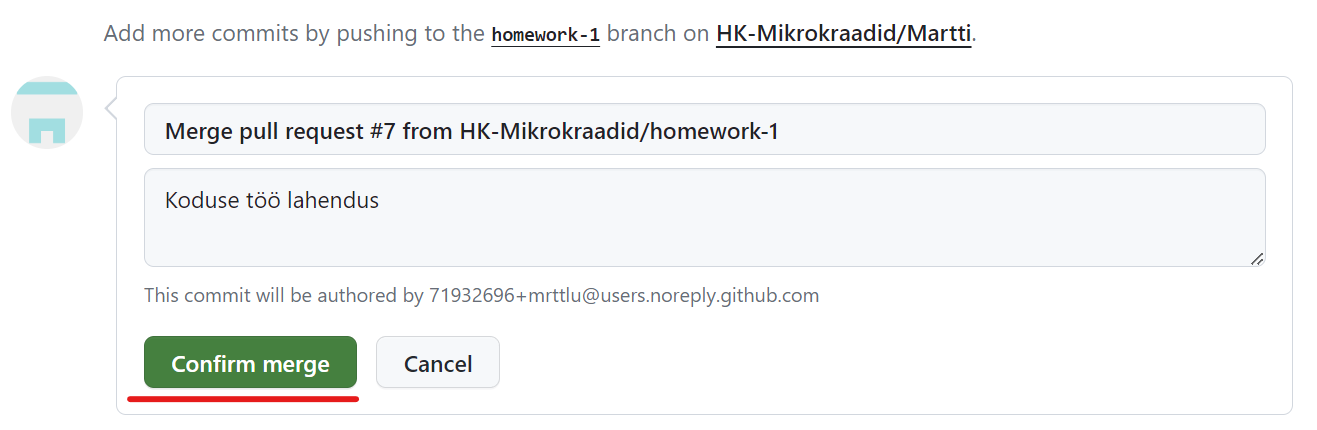 Add more commits by pushing to the homework-1 branch on HK-Mikrokraadid/Martti.
Merge pull request #7 from HK-Mikrokraadid/homework-1
Koduse töö lahendus
This commit will be authored by 71932696+mrttlu@users.noreply.github.com
Confirm merge Cancel